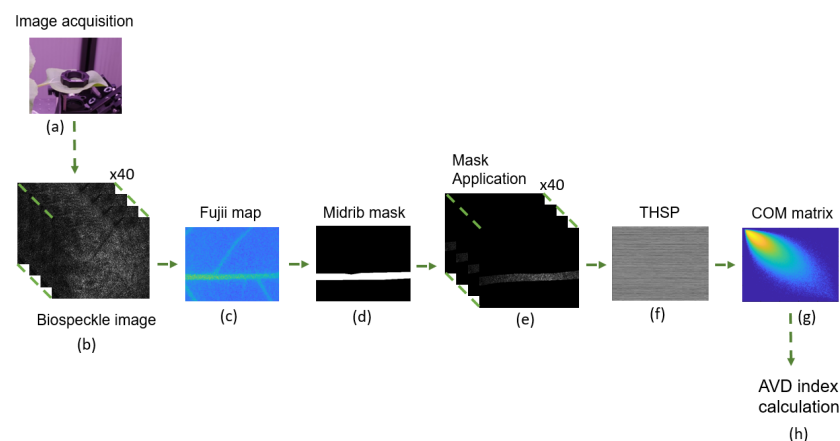 Image acquisition
(a)
x40
Biospeckle image
(b)
Fujii map
(c)
Midrib mask
(d)
Mask
Application
x40
(e)
THSP
(f)
COM matrix
(g)
AVD index
calculation
(h)